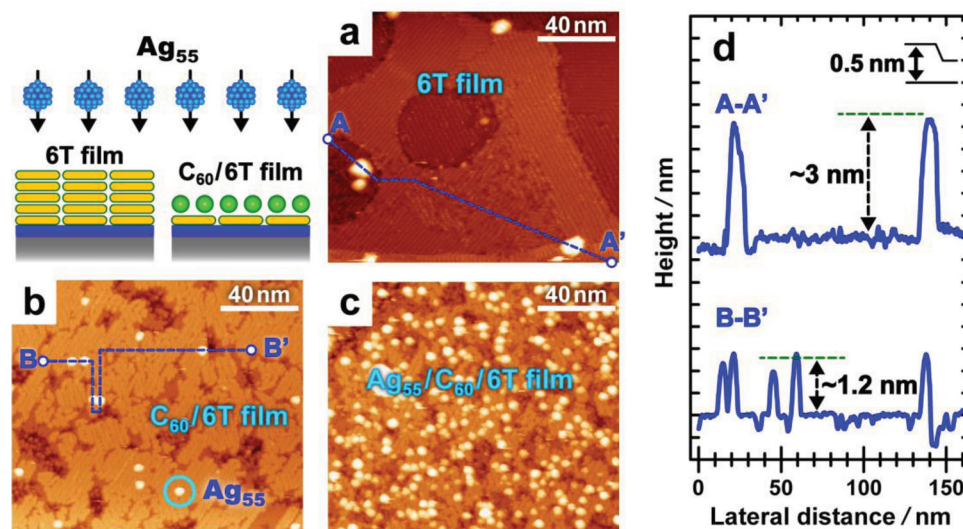 Ag55
6T film
C60/6T film
a
40 nm
6T film
A
A'
b
40 nm
B
B'
C60/6T film
Ag55
c
40 nm
Ag55/C60/6T film
d
0.5 nm
A-A'
~3 nm
B-B'
~1.2 nm
Height / nm
0 50 100 150
Lateral distance / nm